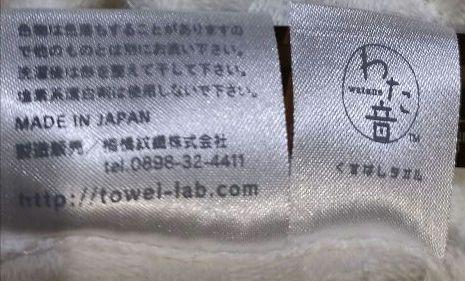 色物は色落ちすることがありますの
で他のものとは別にお洗い下さい。
洗濯後は形を整えて干して下さい。
塩素系漂白剤は使用しないで下さい。
MADE IN JAPAN
製造販売／楠橋紋織株式会社
tel.0898-32-4411
http://towel-lab.com
わた音
watane
TM
くすばしタオル